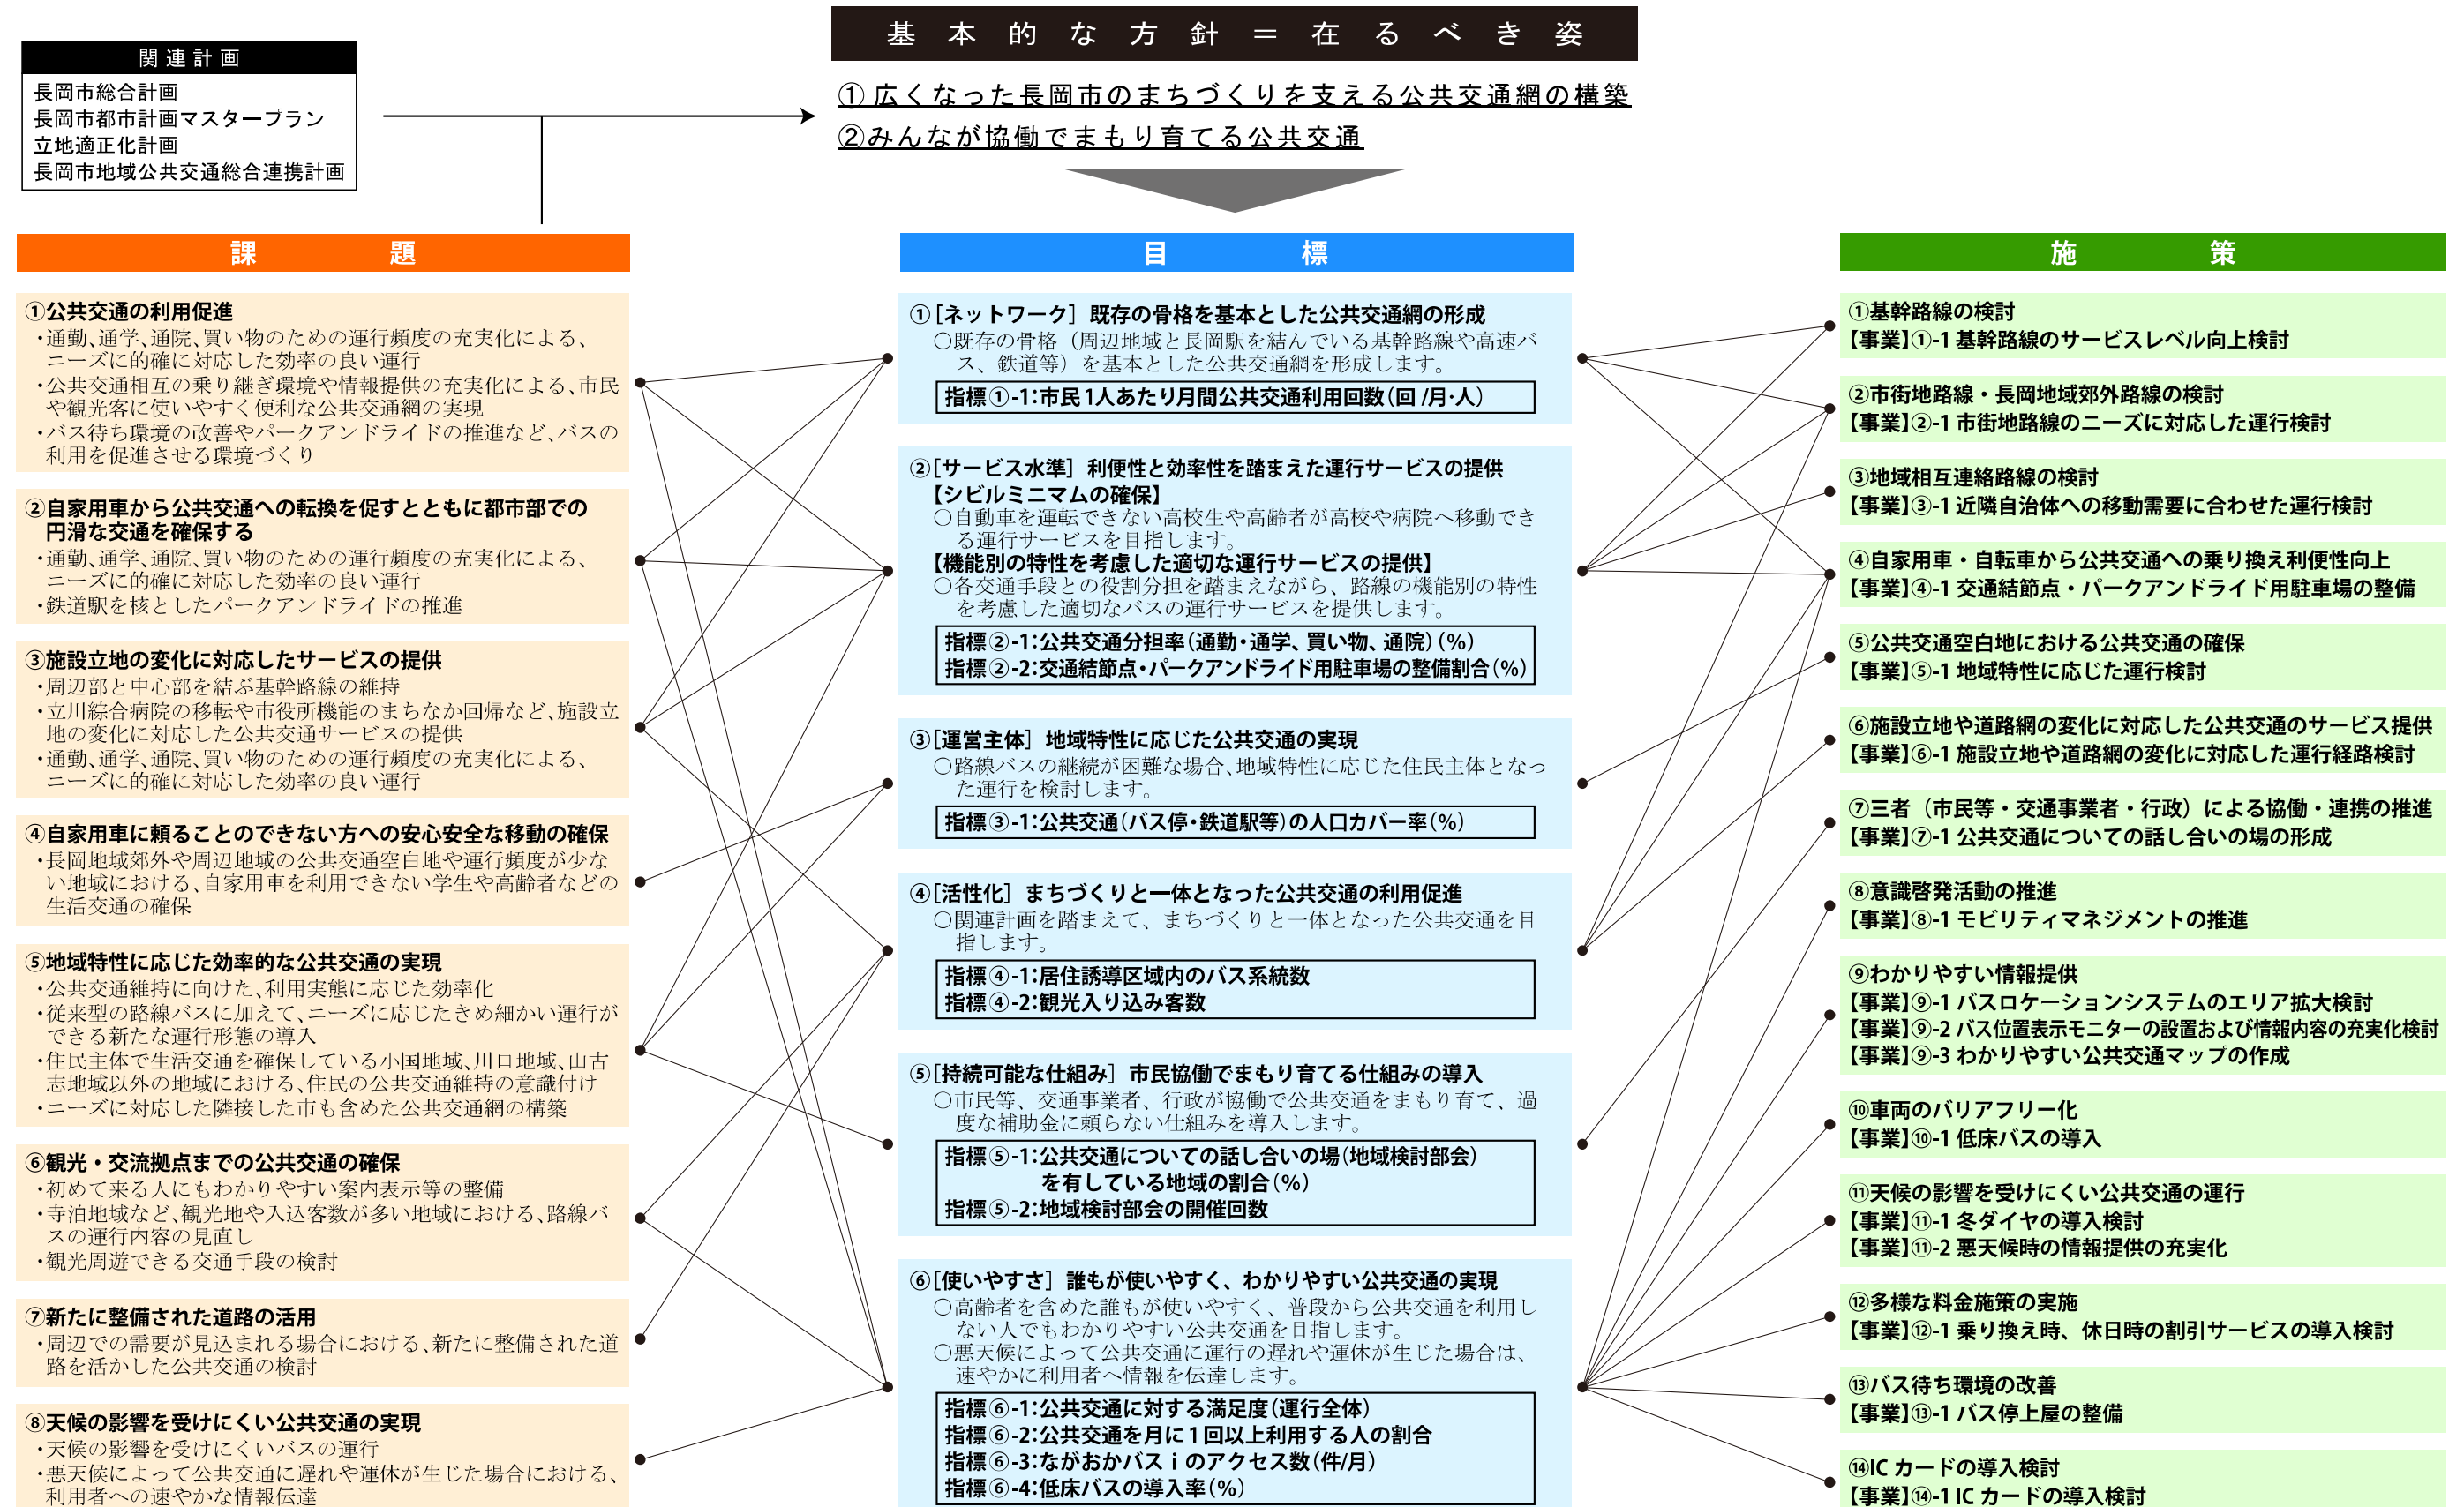 関連計画
長岡市総合計画
長岡市都市計画マスタープラン
立地適正化計画
長岡市地域公共交通総合連携計画
基本的な方針＝在るべき姿
①広くなった長岡市のまちづくりを支える公共交通網の構築
②みんなが協働でまもり育てる公共交通
課題
①公共交通の利用促進
・通勤、通学、通院、買い物のための運行頻度の充実化による、
ニーズに的確に対応した効率の良い運行
・公共交通相互の乗り継ぎ環境や情報提供の充実化による、市民
や観光客に使いやすく便利な公共交通網の実現
・バス待ち環境の改善やパークアンドライドの推進など、バスの
利用を促進させる環境づくり
②自家用車から公共交通への転換を促すとともに都市部での
円滑な交通を確保する
・通勤、通学、通院、買い物のための運行頻度の充実化による、
ニーズに的確に対応した効率の良い運行
・鉄道駅を核としたパークアンドライドの推進
③施設立地の変化に対応したサービスの提供
・周辺部と中心部を結ぶ基幹路線の維持
・立川綜合病院の移転や市役所機能のまちなか回帰など、施設立
地の変化に対応した公共交通サービスの提供
・通勤、通学、通院、買い物のための運行頻度の充実化による、
ニーズに的確に対応した効率の良い運行
④自家用車に頼ることのできない方への安心安全な移動の確保
・長岡地域郊外や周辺地域の公共交通空白地や運行頻度が少な
い地域における、自家用車を利用できない学生や高齢者などの
生活交通の確保
⑤地域特性に応じた効率的な公共交通の実現
・公共交通維持に向けた、利用実態に応じた効率化
・従来型の路線バスに加えて、ニーズに応じたきめ細かい運行が
できる新たな運行形態の導入
・住民主体で生活交通を確保している小国地域、川口地域、山古
志地域以外の地域における、住民の公共交通維持の意識付け
・ニーズに対応した隣接した市も含めた公共交通網の構築
⑥観光・交流拠点までの公共交通の確保
・初めて来る人にもわかりやすい案内表示等の整備
・寺泊地域など、観光地や入込客数が多い地域における、路線バ
スの運行内容の見直し
・観光周遊できる交通手段の検討
⑦新たに整備された道路の活用
・周辺での需要が見込まれる場合における、新たに整備された道
路を活かした公共交通の検討
⑧天候の影響を受けにくい公共交通の実現
・天候の影響を受けにくいバスの運行
・悪天候によって公共交通に遅れや運休が生じた場合における、
利用者への速やかな情報伝達
目標
①［ネットワーク］既存の骨格を基本とした公共交通網の形成
○既存の骨格（周辺地域と長岡駅を結んでいる基幹路線や高速バ
ス、鉄道等）を基本とした公共交通網を形成します。
指標①-1：市民1人あたり月間公共交通利用回数（回/月・人）
②［サービス水準］利便性と効率性を踏まえた運行サービスの提供
【シビルミニマムの確保】
○自動車を運転できない高校生や高齢者が高校や病院へ移動でき
る運行サービスを目指します。
【機能別の特性を考慮した適切な運行サービスの提供】
○各交通手段との役割分担を踏まえながら、路線の機能別の特性
を考慮した適切なバスの運行サービスを提供します。
指標②-1：公共交通分担率（通勤・通学、買い物、通院）（%）
指標②-2：交通結節点・パークアンドライド用駐車場の整備割合（%）
③［運営主体］地域特性に応じた公共交通の実現
○路線バスの継続が困難な場合、地域特性に応じた住民主体となっ
た運行を検討します。
指標③-1：公共交通（バス停・鉄道駅等）の人口カバー率（%）
④［活性化］まちづくりと一体となった公共交通の利用促進
○関連計画を踏まえて、まちづくりと一体となった公共交通を目
指します。
指標④-1：居住誘導区域内のバス系統数
指標④-2：観光入り込み客数
⑤［持続可能な仕組み］市民協働でまもり育てる仕組みの導入
○市民等、交通事業者、行政が協働で公共交通をまもり育て、過
度な補助金に頼らない仕組みを導入します。
指標⑤-1：公共交通についての話し合いの場（地域検討部会）
を有している地域の割合（%）
指標⑤-2：地域検討部会の開催回数
⑥［使いやすさ］誰もが使いやすく、わかりやすい公共交通の実現
○高齢者を含めた誰もが使いやすく、普段から公共交通を利用し
ない人でもわかりやすい公共交通を目指します。
○悪天候によって公共交通に運行の遅れや運休が生じた場合は、
速やかに利用者へ情報を伝達します。
指標⑥-1：公共交通に対する満足度（運行全体）
指標⑥-2：公共交通を月に1回以上利用する人の割合
指標⑥-3：ながおかバスｉのアクセス数（件/月）
指標⑥-4：低床バスの導入率（%）
施策
①基幹路線の検討
【事業】①-1 基幹路線のサービスレベル向上検討
②市街地路線・長岡地域郊外路線の検討
【事業】②-1 市街地路線のニーズに対応した運行検討
③地域相互連絡路線の検討
【事業】③-1 近隣自治体への移動需要に合わせた運行検討
④自家用車・自転車から公共交通への乗り換え利便性向上
【事業】④-1 交通結節点・パークアンドライド用駐車場の整備
⑤公共交通空白地における公共交通の確保
【事業】⑤-1 地域特性に応じた運行検討
⑥施設立地や道路網の変化に対応した公共交通のサービス提供
【事業】⑥-1 施設立地や道路網の変化に対応した運行経路検討
⑦三者（市民等・交通事業者・行政）による協働・連携の推進
【事業】⑦-1 公共交通についての話し合いの場の形成
⑧意識啓発活動の推進
【事業】⑧-1 モビリティマネジメントの推進
⑨わかりやすい情報提供
【事業】⑨-1 バスロケーションシステムのエリア拡大検討
【事業】⑨-2 バス位置表示モニターの設置および情報内容の充実化検討
【事業】⑨-3 わかりやすい公共交通マップの作成
⑩車両のバリアフリー化
【事業】⑩-1 低床バスの導入
⑪天候の影響を受けにくい公共交通の運行
【事業】⑪-1 冬ダイヤの導入検討
【事業】⑪-2 悪天候時の情報提供の充実化
⑫多様な料金施策の実施
【事業】⑫-1 乗り換え時、休日時の割引サービスの導入検討
⑬バス待ち環境の改善
【事業】⑬-1 バス停上屋の整備
⑭ICカードの導入検討
【事業】⑭-1 ICカードの導入検討